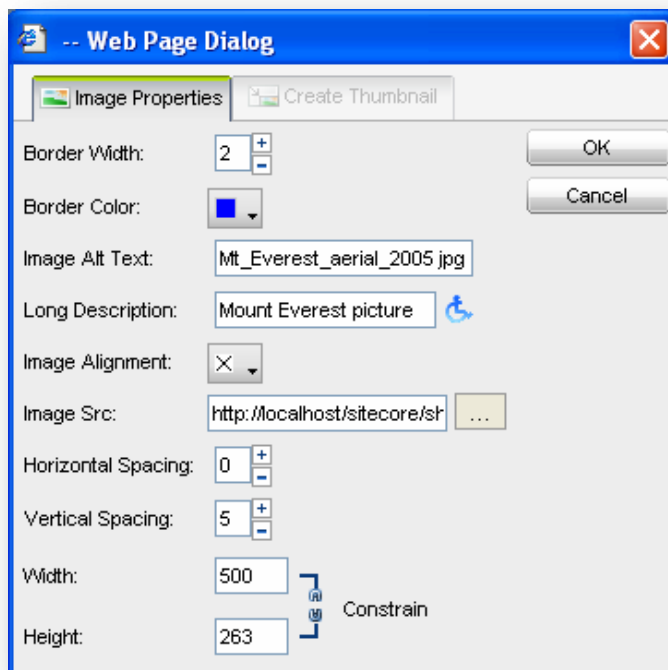 -- Web Page Dialog
Image Properties Create Thumbnail
Border Width: 2
OK
Border Color:
Cancel
Image Alt Text: Mt_Everest_aerial_2005 jpg
Long Description: Mount Everest picture
Image Alignment:
Image Src: http://localhost/sitecore/sh ...
Horizontal Spacing: 0
Vertical Spacing: 5
Width: 500
Constrain
Height: 263